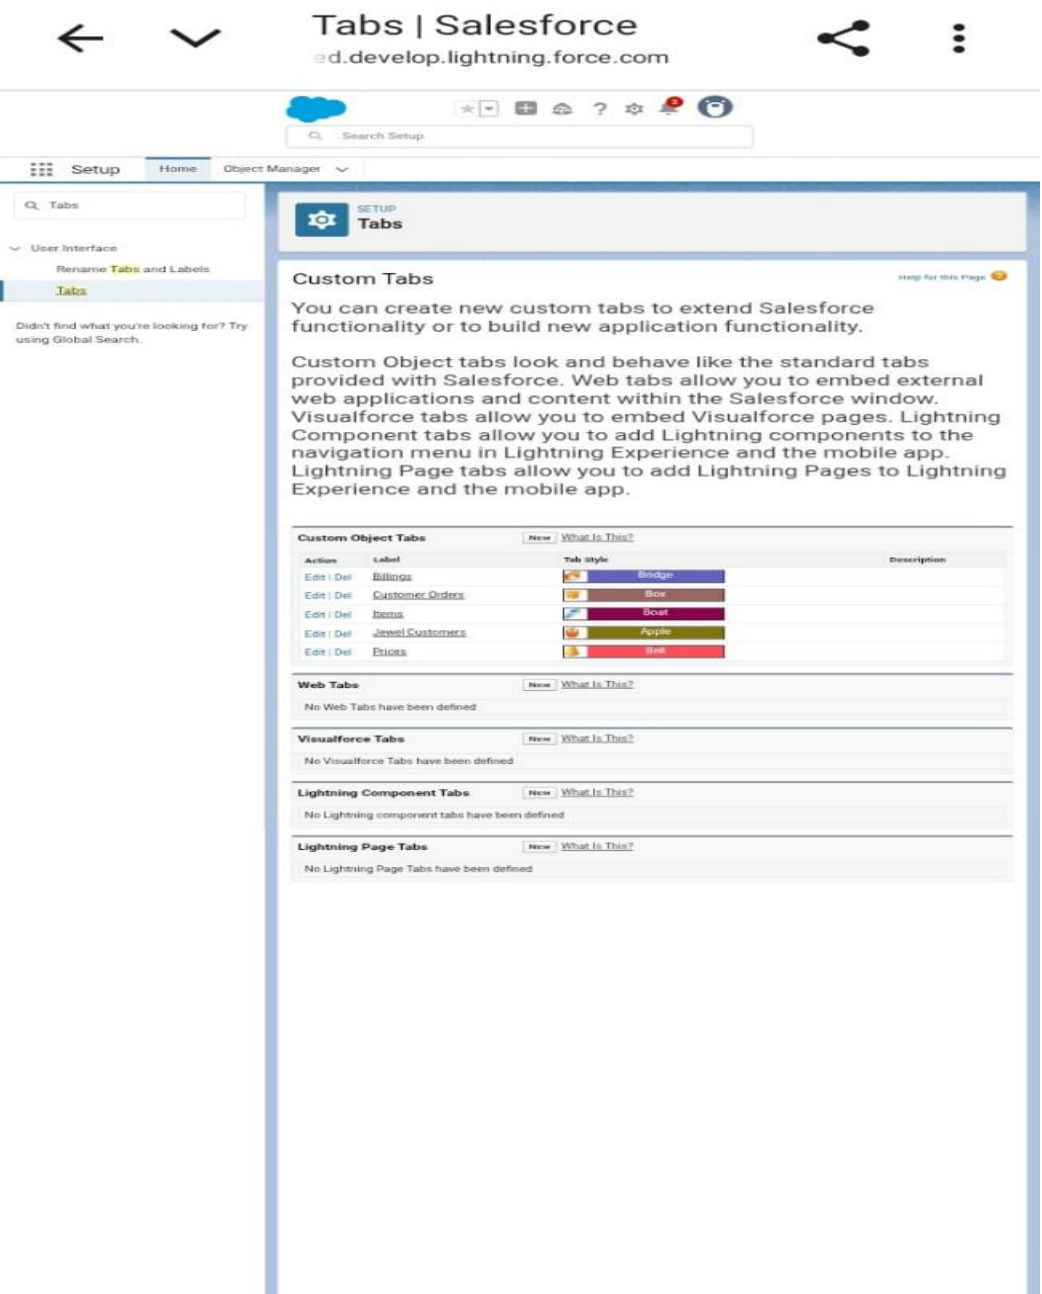 Tabs | Salesforce
ed.develop.lightning.force.com
2
Search Setup
Setup Home Object Manager
Tabs
User Interface
Rename Tabs and Labels
Tabs
Didn't find what you're looking for? Try
using Global Search.
SETUP
Tabs
Custom Tabs
Help for this Page
You can create new custom tabs to extend Salesforce
functionality or to build new application functionality.
Custom Object tabs look and behave like the standard tabs
provided with Salesforce. Web tabs allow you to embed external
web applications and content within the Salesforce window.
Visualforce tabs allow you to embed Visualforce pages. Lightning
Component tabs allow you to add Lightning components to the
navigation menu in Lightning Experience and the mobile app.
Lightning Page tabs allow you to add Lightning Pages to Lightning
Experience and the mobile app.
Custom Object Tabs New What Is This?
Action Label Tab Style Description
Edit | Del Billings Bridge
Edit | Del Customer Orders Box
Edit | Del Items Boat
Edit | Del Jewel Customers Apple
Edit | Del Prices Bell
Web Tabs New What Is This?
No Web Tabs have been defined
Visualforce Tabs New What Is This?
No Visualforce Tabs have been defined
Lightning Component Tabs New What Is This?
No Lightning component tabs have been defined
Lightning Page Tabs New What Is This?
No Lightning Page Tabs have been defined